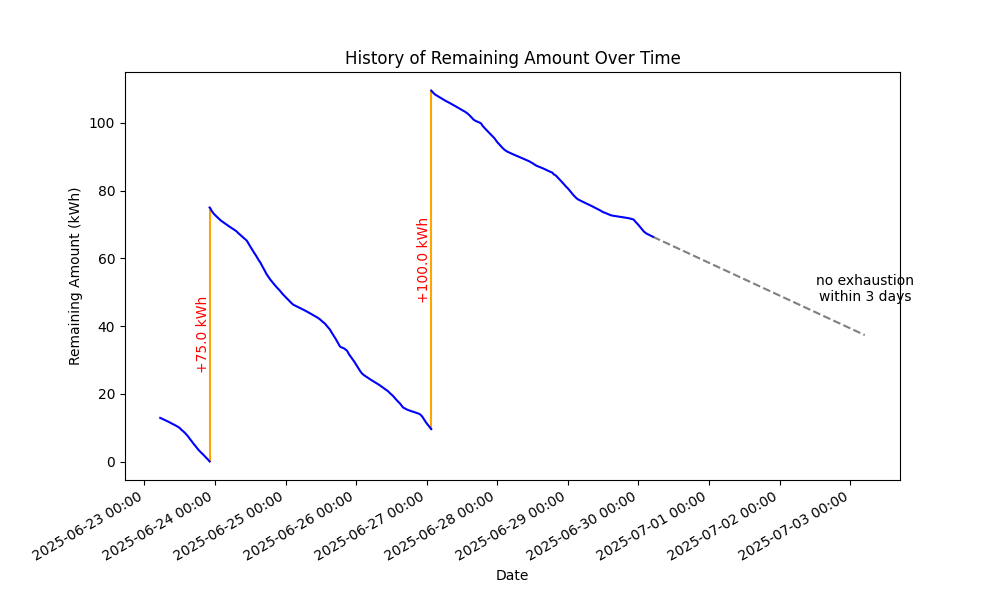 History of Remaining Amount Over Time
Remaining Amount (kWh)
100
80
60
40
20
0
+75.0 kWh
+100.0 kWh
no exhaustion
within 3 days
2025-06-23 00:00
2025-06-24 00:00
2025-06-25 00:00
2025-06-26 00:00
2025-06-27 00:00
2025-06-28 00:00
2025-06-29 00:00
2025-06-30 00:00
2025-07-01 00:00
2025-07-02 00:00
2025-07-03 00:00
Date